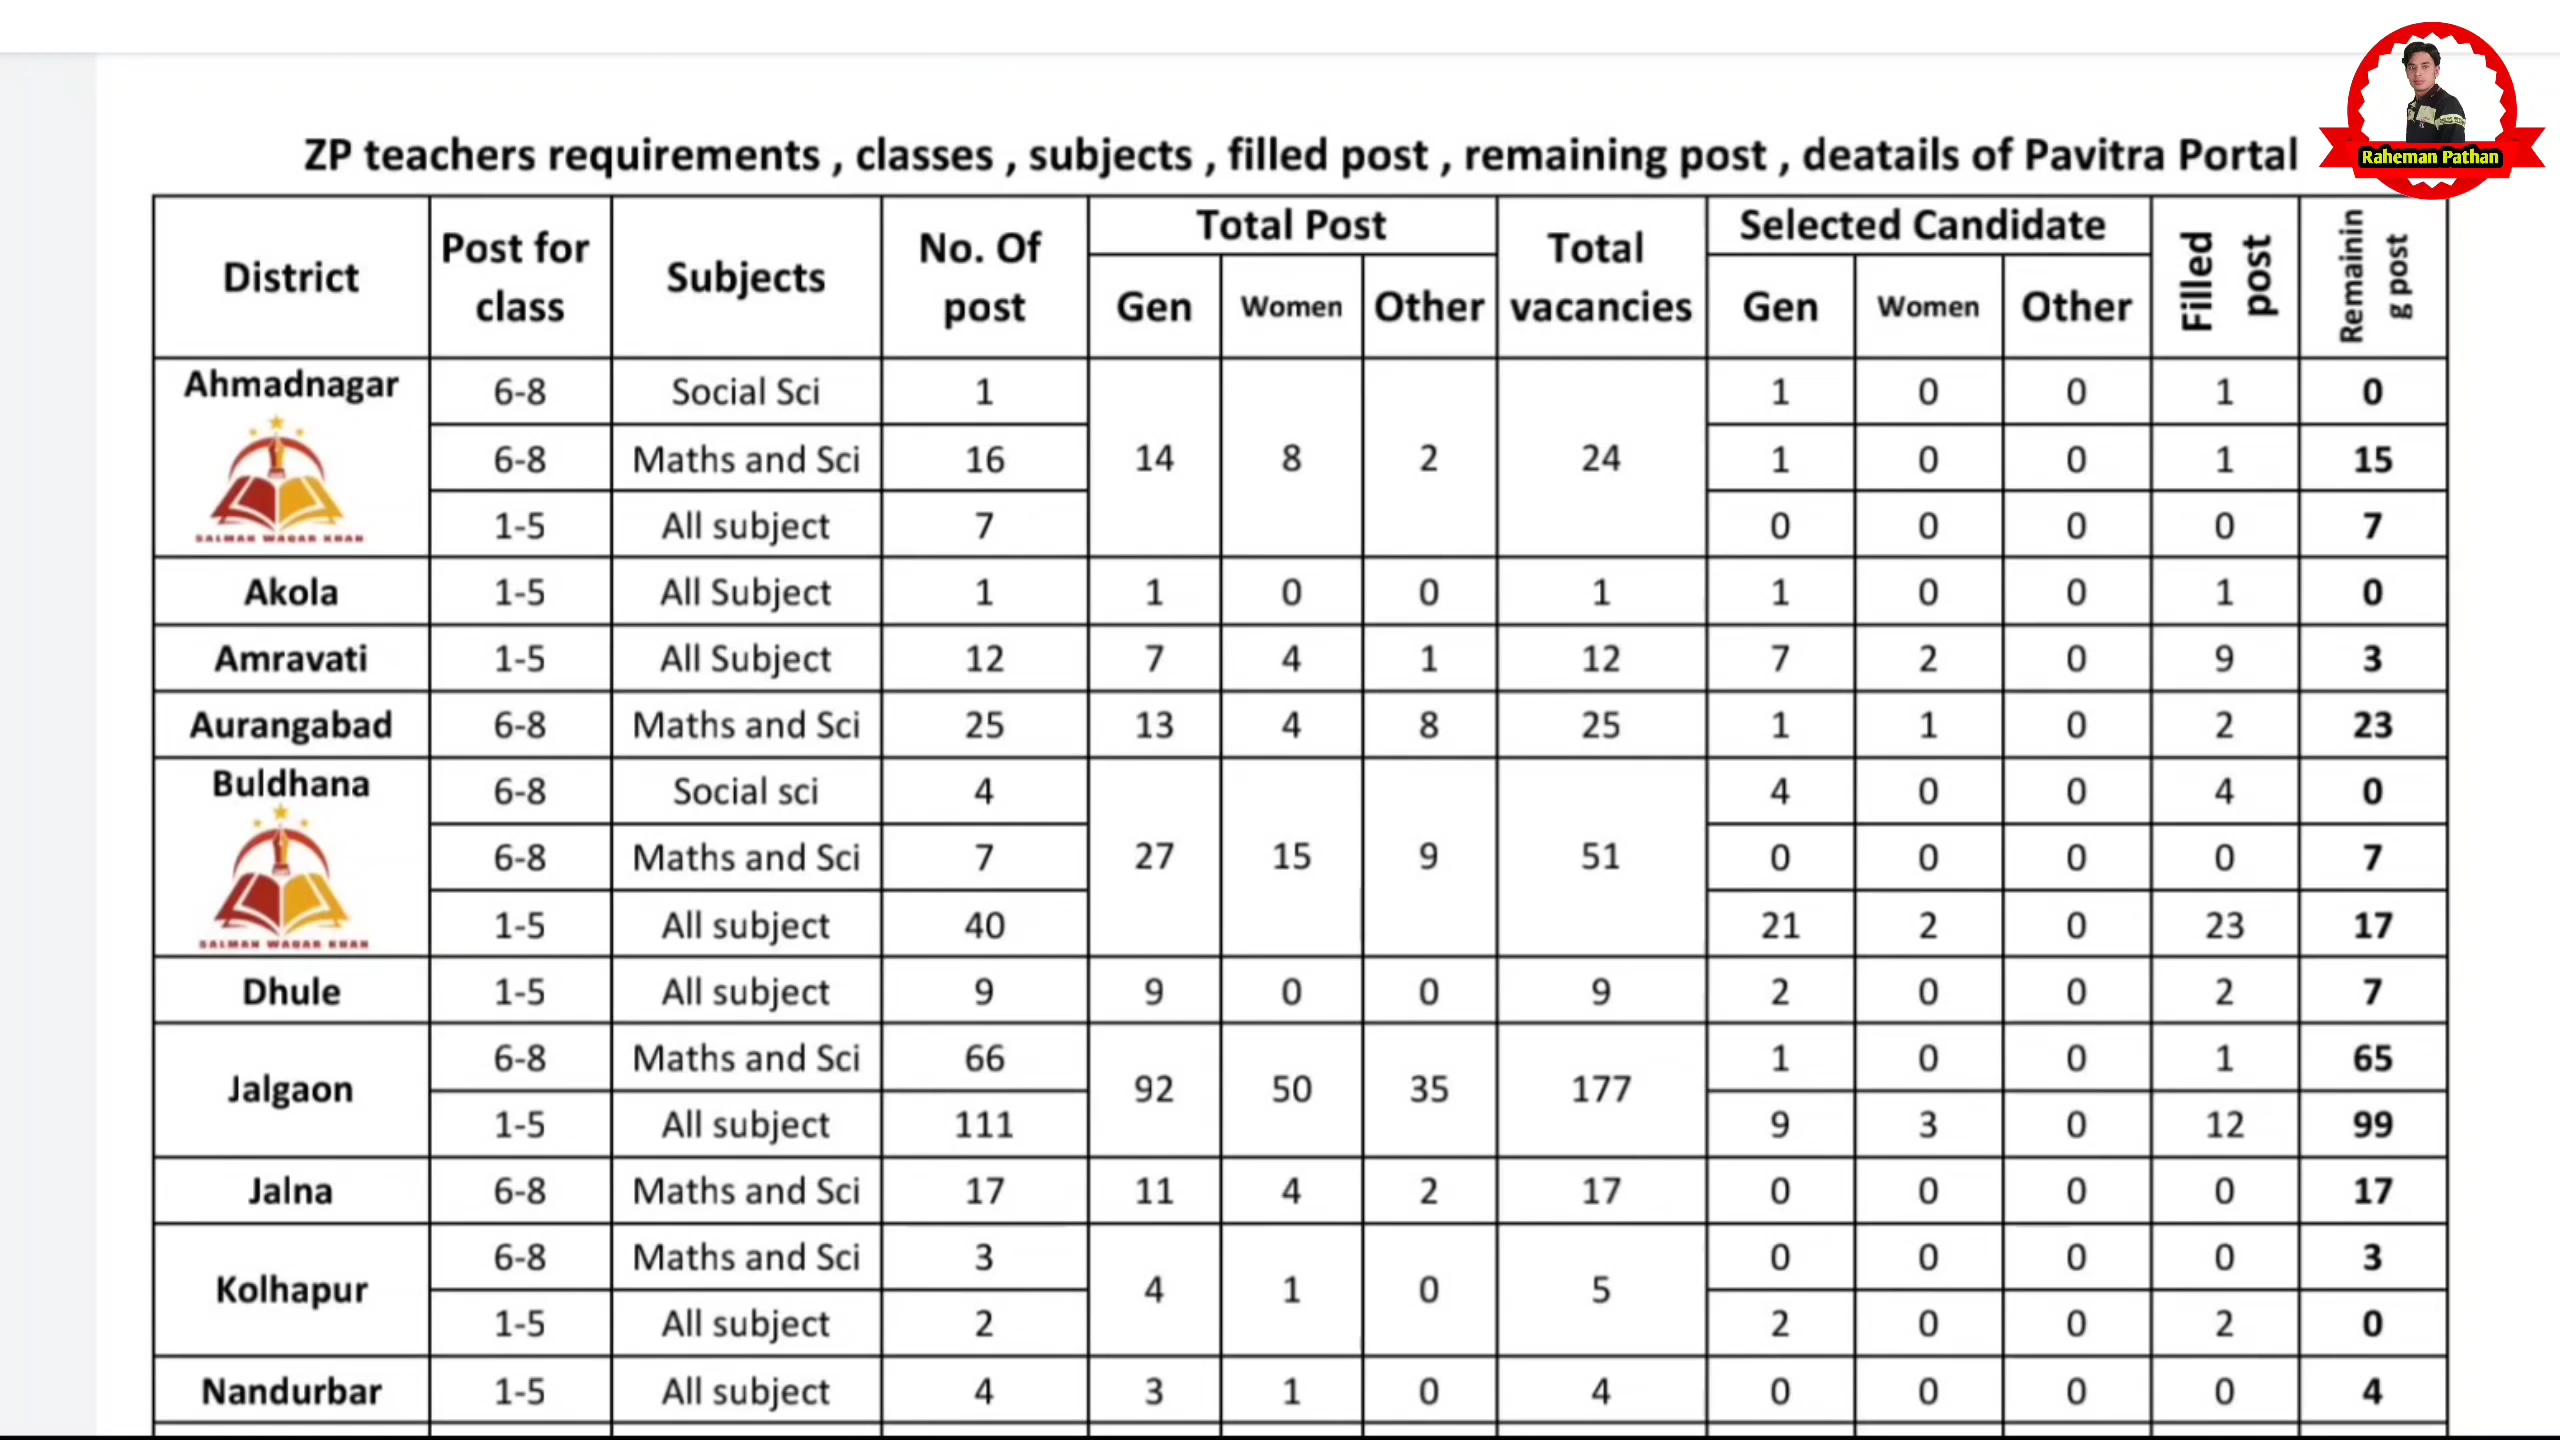 Raheman Pathan
ZP teachers requirements , classes , subjects , filled post , remaining post , deatails of Pavitra Portal
District Post for class Subjects No. Of post Total Post Total vacancies Selected Candidate Filled post Remainin g post
Gen Women Other Gen Women Other
Ahmadnagar 6-8 Social Sci 1 14 8 2 24 1 0 0 1 0
6-8 Maths and Sci 16 1 0 0 1 15
1-5 All subject 7 0 0 0 0 7
SALMAN WAQAR KHAN
Akola 1-5 All Subject 1 1 0 0 1 1 0 0 1 0
Amravati 1-5 All Subject 12 7 4 1 12 7 2 0 9 3
Aurangabad 6-8 Maths and Sci 25 13 4 8 25 1 1 0 2 23
Buldhana 6-8 Social sci 4 27 15 9 51 4 0 0 4 0
6-8 Maths and Sci 7 0 0 0 0 7
1-5 All subject 40 21 2 0 23 17
SALMAN WAQAR KHAN
Dhule 1-5 All subject 9 9 0 0 9 2 0 0 2 7
Jalgaon 6-8 Maths and Sci 66 92 50 35 177 1 0 0 1 65
1-5 All subject 111 9 3 0 12 99
Jalna 6-8 Maths and Sci 17 11 4 2 17 0 0 0 0 17
Kolhapur 6-8 Maths and Sci 3 4 1 0 5 0 0 0 0 3
1-5 All subject 2 2 0 0 2 0
Nandurbar 1-5 All subject 4 3 1 0 4 0 0 0 0 4